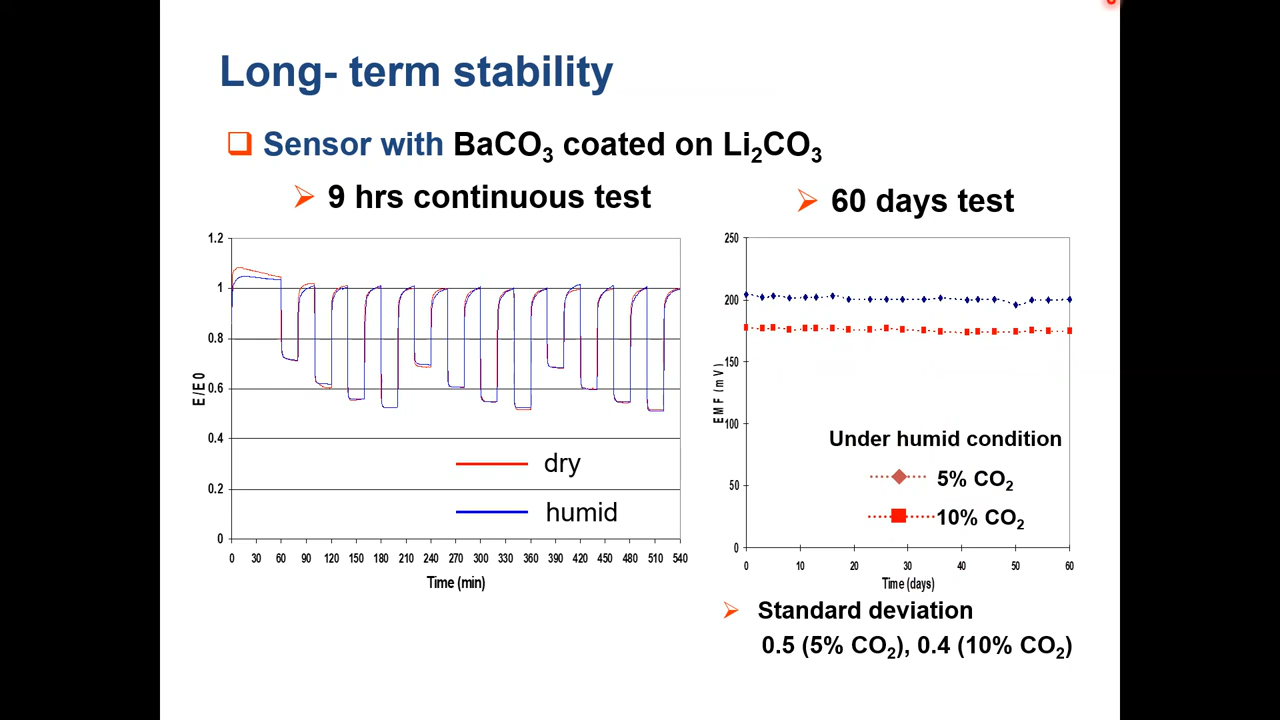 Long- term stability
Sensor with BaCO3 coated on Li2CO3
9 hrs continuous test
60 days test
1.2
1
0.8
0.6
0.4
0.2
0
E/E0
dry
humid
0 30 60 90 120 150 180 210 240 270 300 330 360 390 420 450 480 510 540
Time (min)
250
200
150
100
50
0
EMF (mV)
Under humid condition
5% CO2
10% CO2
0 10 20 30 40 50 60
Time (days)
Standard deviation
0.5 (5% CO2), 0.4 (10% CO2)